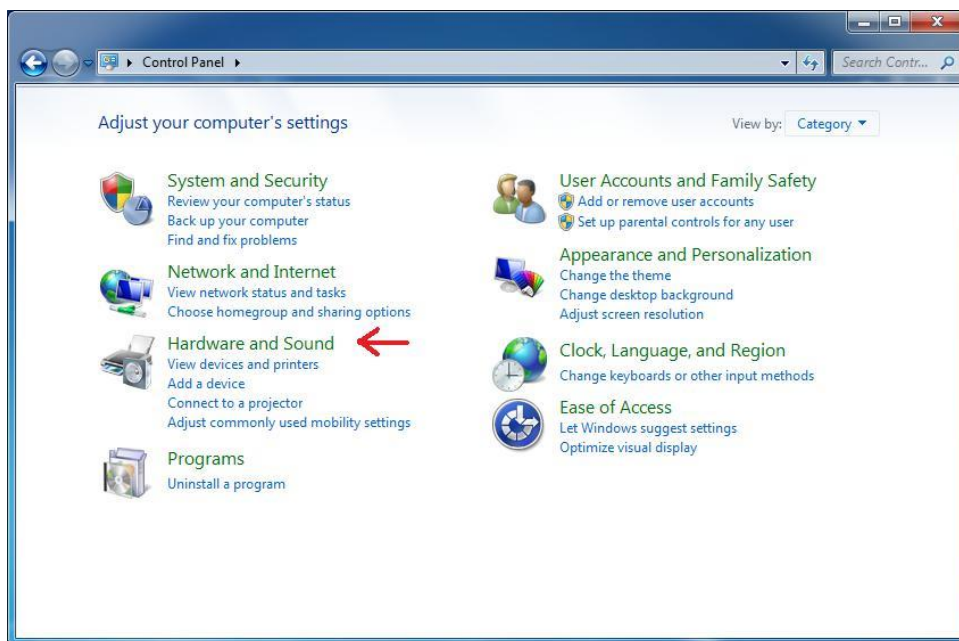 Control Panel
Search Contr...
Adjust your computer's settings
View by: Category
System and Security
Review your computer's status
Back up your computer
Find and fix problems
Network and Internet
View network status and tasks
Choose homegroup and sharing options
Hardware and Sound
View devices and printers
Add a device
Connect to a projector
Adjust commonly used mobility settings
Programs
Uninstall a program
User Accounts and Family Safety
Add or remove user accounts
Set up parental controls for any user
Appearance and Personalization
Change the theme
Change desktop background
Adjust screen resolution
Clock, Language, and Region
Change keyboards or other input methods
Ease of Access
Let Windows suggest settings
Optimize visual display